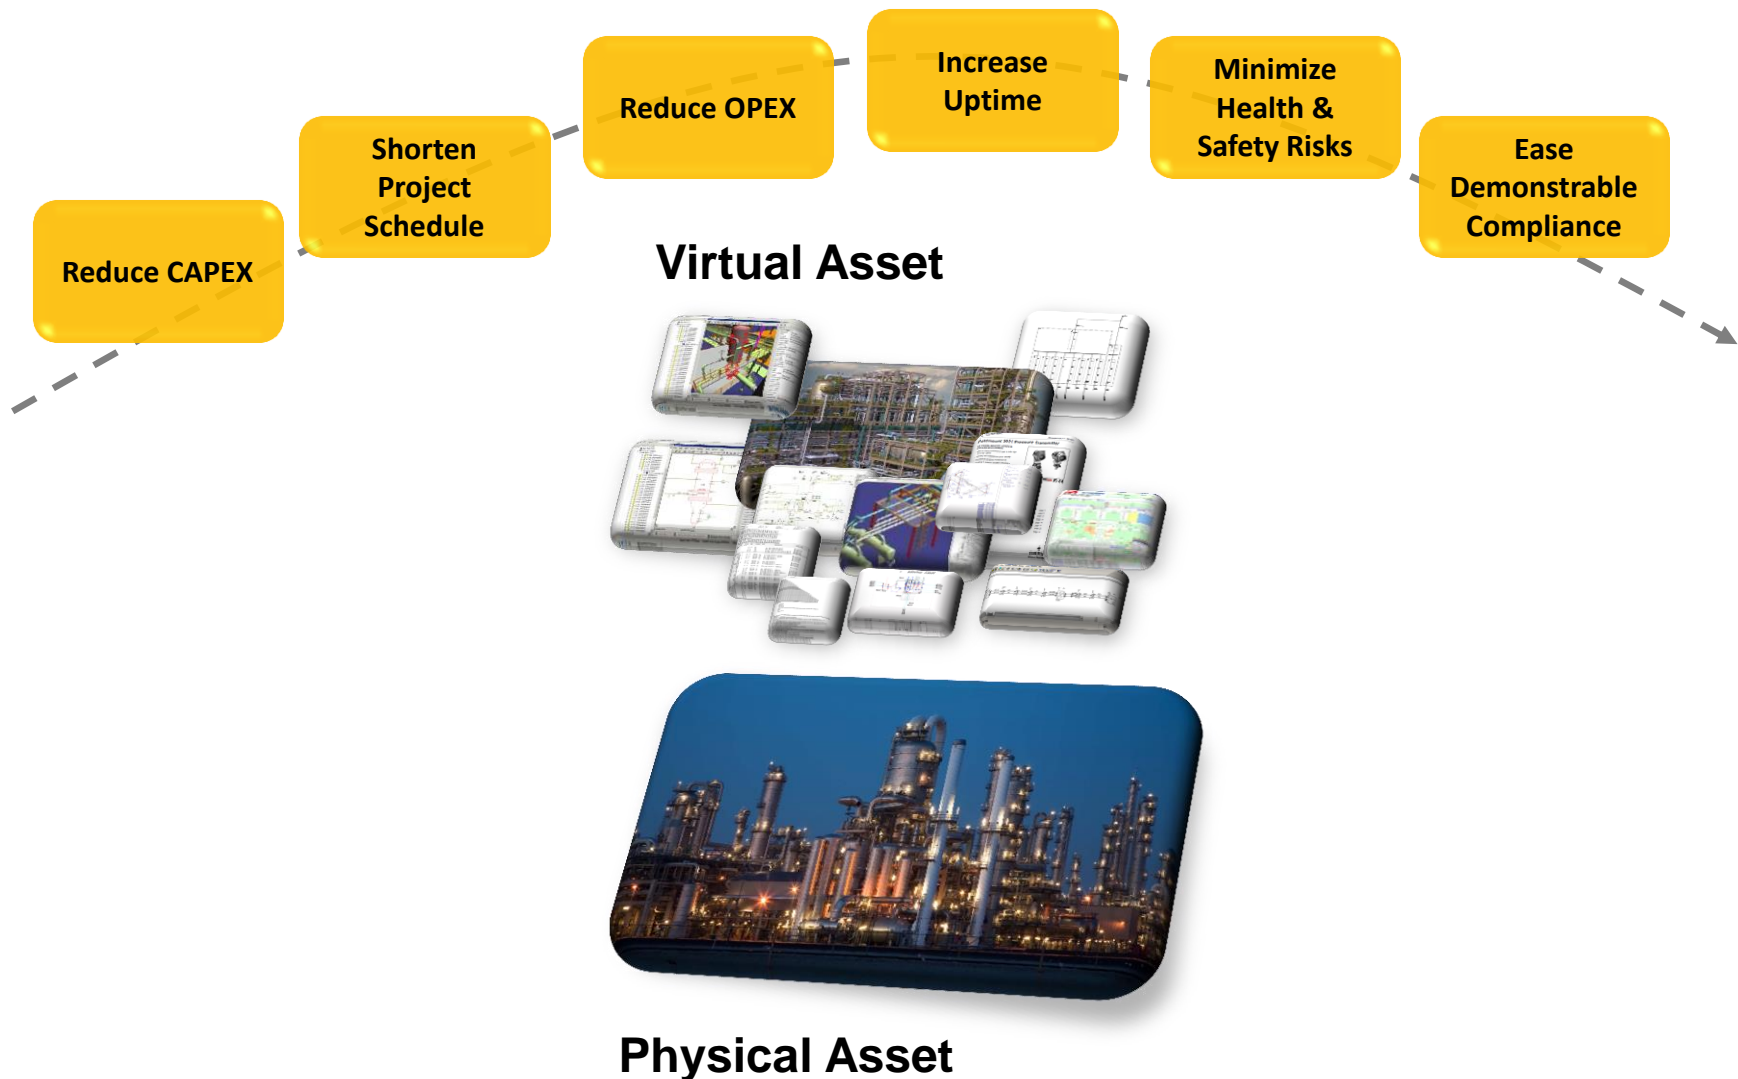 Reduce CAPEX
Shorten
Project
Schedule
Reduce OPEX
Increase
Uptime
Minimize
Health &
Safety Risks
Ease
Demonstrable
Compliance
Virtual Asset
Physical Asset